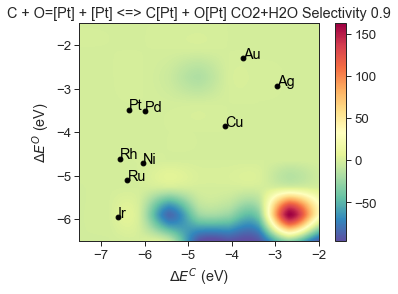 C + O=[Pt] + [Pt] <=> C[Pt] + O[Pt] CO2+H2O Selectivity 0.9
−2
−3
−4
−5
−6
ΔE^O (eV)
Au
Ag
Pt
Pd
Cu
Rh
Ni
Ru
Ir
−7
−6
−5
−4
−3
−2
ΔE^C (eV)
150
100
50
0
−50